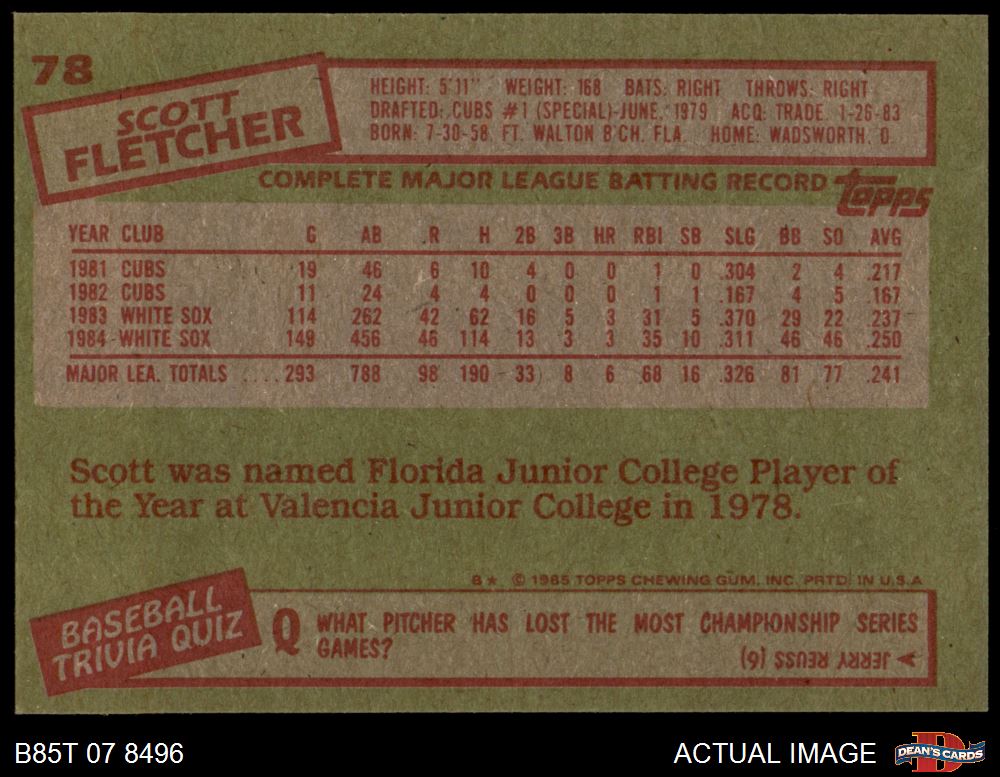 78
SCOTT
FLETCHER
HEIGHT: 5'11" WEIGHT: 168 BATS: RIGHT THROWS: RIGHT
DRAFTED: CUBS #1 (SPECIAL)-JUNE, 1979 ACQ: TRADE, 1-26-83
BORN: 7-30-58, FT. WALTON B'CH, FLA. HOME: WADSWORTH, O.
COMPLETE MAJOR LEAGUE BATTING RECORD topps
YEAR CLUB G AB R H 2B 3B HR RBI SB SLG BB SO AVG
1981 CUBS 19 46 6 10 4 0 0 1 0 .304 2 4 .217
1982 CUBS 11 24 4 4 0 0 0 1 1 .167 4 5 .167
1983 WHITE SOX 114 262 42 62 16 5 3 31 5 .370 29 22 .237
1984 WHITE SOX 149 456 46 114 13 3 3 35 10 .311 46 46 .250
MAJOR LEA. TOTALS .... 293 788 98 190 33 8 6 68 16 .326 81 77 .241
Scott was named Florida Junior College Player of
the Year at Valencia Junior College in 1978.
8★ © 1985 TOPPS CHEWING GUM, INC. PRTD. IN U.S.A
BASEBALL
TRIVIA QUIZ
Q WHAT PITCHER HAS LOST THE MOST CHAMPIONSHIP SERIES
GAMES?
A JERRY REUSS (6)
B85T 07 8496
ACTUAL IMAGE
D
DEAN'S CARDS